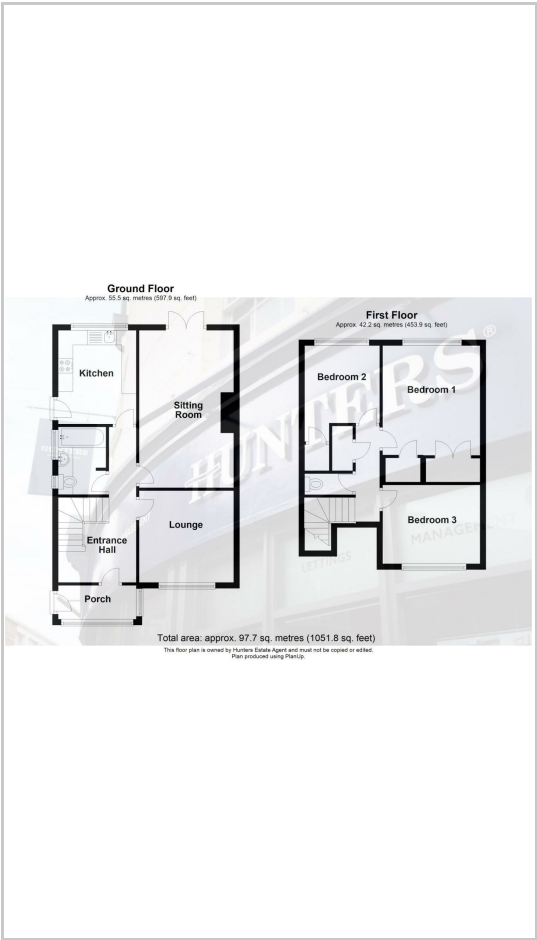 Ground Floor
Approx. 55.5 sq. metres (597.9 sq. feet)
Kitchen
Sitting
Room
Lounge
Entrance
Hall
Porch
First Floor
Approx. 42.2 sq. metres (453.9 sq. feet)
Bedroom 2
Bedroom 1
Bedroom 3
HUNTERS®
LETTINGS
MANAGEMENT
Total area: approx. 97.7 sq. metres (1051.8 sq. feet)
This floor plan is owned by Hunters Estate Agent and must not be copied or edited.
Plan produced using PlanUp.